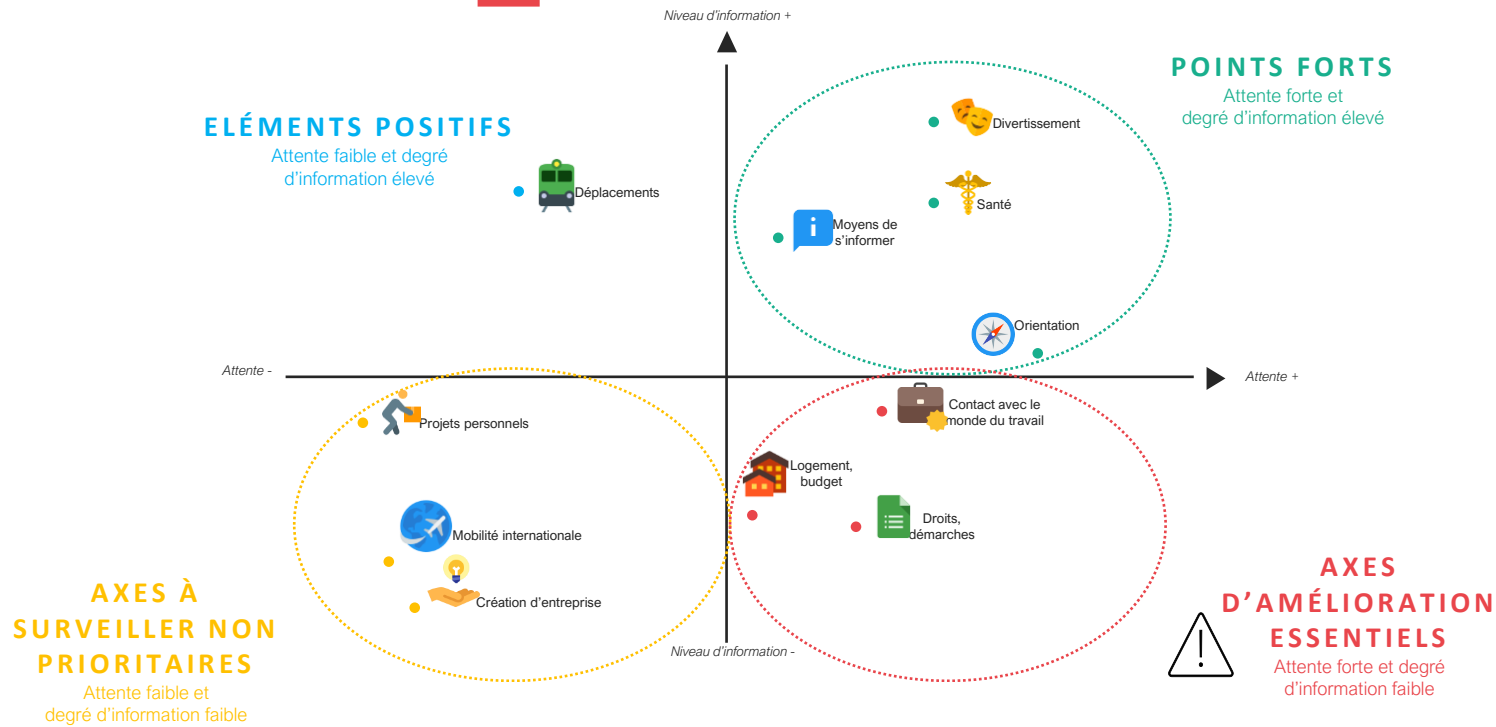 Niveau d'information +
POINTS FORTS
Attente forte et
degré d'information élevé
ELÉMENTS POSITIFS
Attente faible et degré
d'information élevé
Divertissement
Déplacements
Santé
Moyens de
s'informer
Orientation
Attente -
Attente +
Projets personnels
Contact avec le
monde du travail
Logement,
budget
Mobilité internationale
Droits,
démarches
Création d'entreprise
AXES À
SURVEILLER NON
PRIORITAIRES
Attente faible et
degré d'information faible
Niveau d'information -
AXES
D'AMÉLIORATION
ESSENTIELS
Attente forte et degré
d'information faible